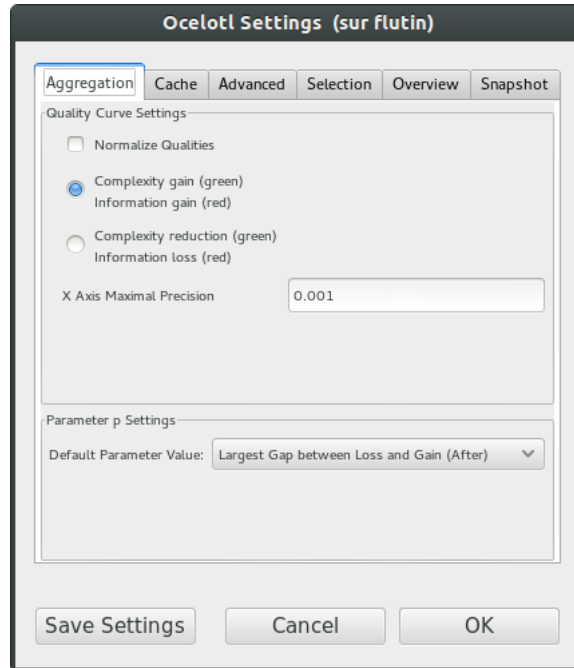 Ocelotl Settings (sur flutin)
Aggregation Cache Advanced Selection Overview Snapshot
Quality Curve Settings
Normalize Qualities
Complexity gain (green)
Information gain (red)
Complexity reduction (green)
Information loss (red)
X Axis Maximal Precision 0.001
Parameter p Settings
Default Parameter Value: Largest Gap between Loss and Gain (After)
Save Settings Cancel OK